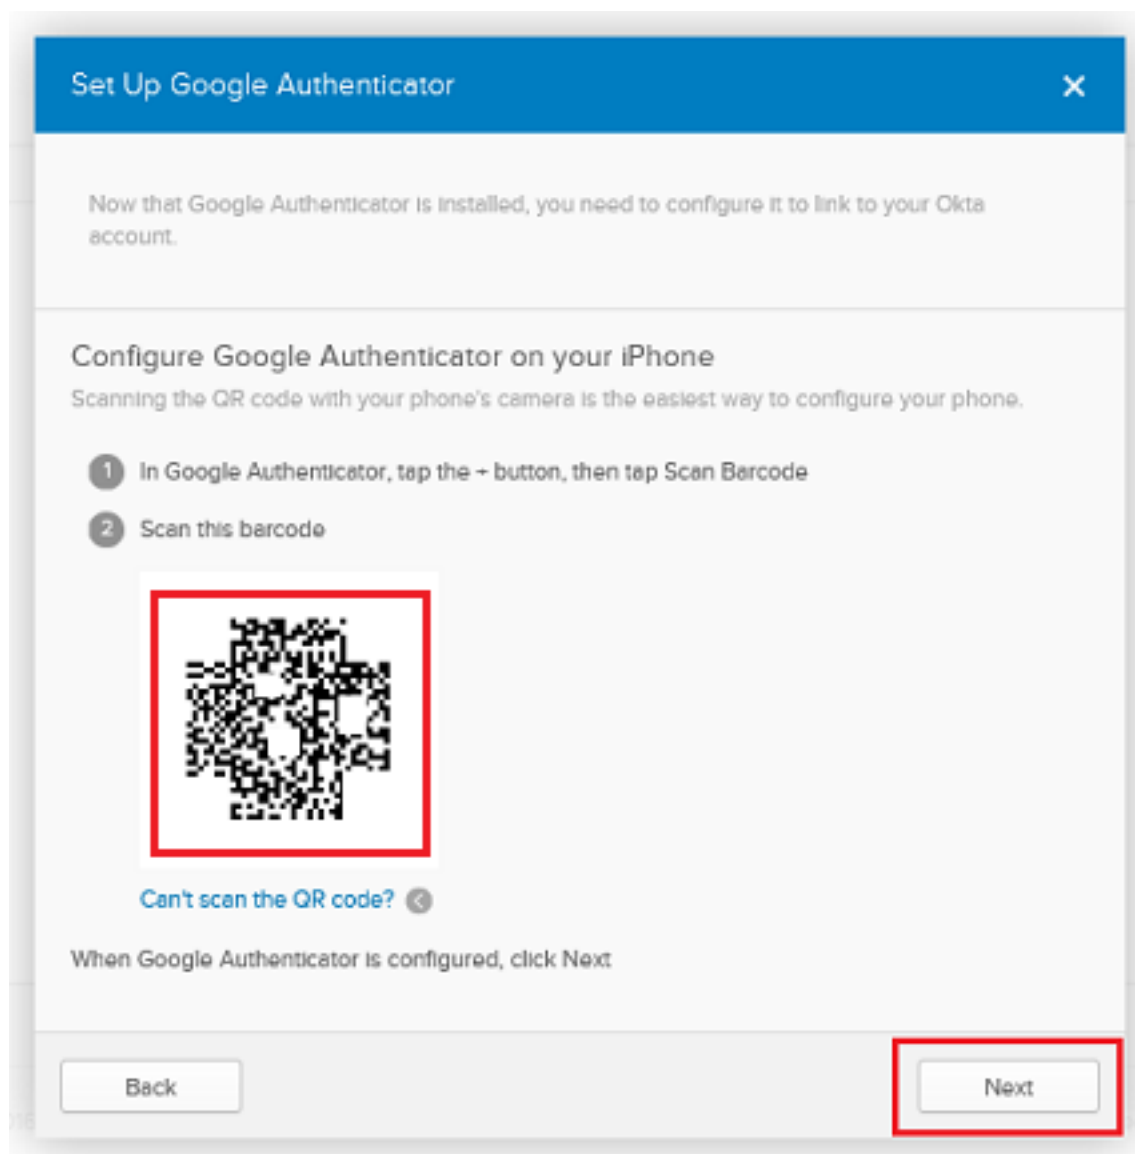 Set Up Google Authenticator
Now that Google Authenticator is installed, you need to configure it to link to your Okta
account.
Configure Google Authenticator on your iPhone
Scanning the QR code with your phone's camera is the easiest way to configure your phone.
1 In Google Authenticator, tap the + button, then tap Scan Barcode
2 Scan this barcode
Can't scan the QR code?
When Google Authenticator is configured, click Next
Back
Next